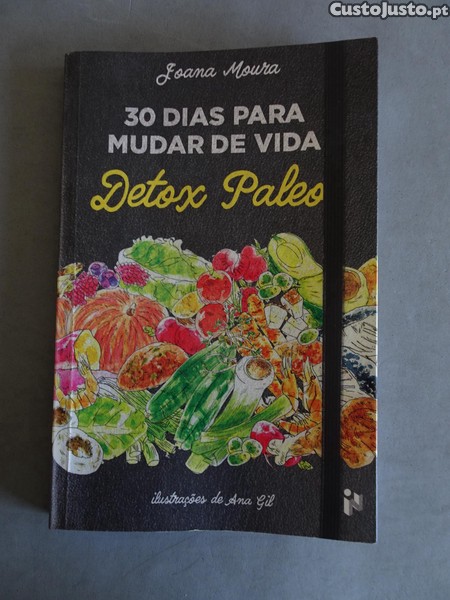 CustoJusto.pt
Joana Moura
30 DIAS PARA
MUDAR DE VIDA
Detox Paleo
ilustrações de Ana Gil